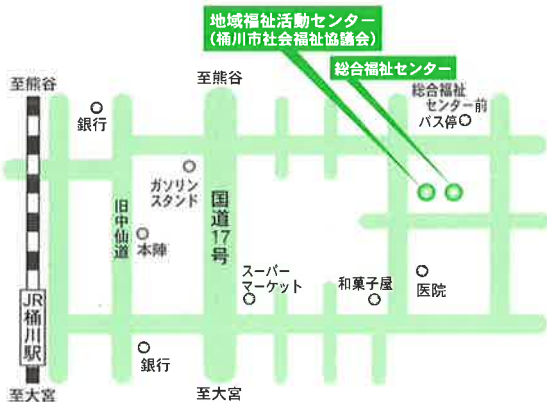 地域福祉活動センター
（桶川市社会福祉協議会）
総合福祉センター
至熊谷
至熊谷
総合福祉
センター前
バス停
銀行
ガソリン
スタンド
旧中仙道
国道17号
本陣
スーパー
マーケット
和菓子屋
医院
JR桶川駅
銀行
至大宮
至大宮